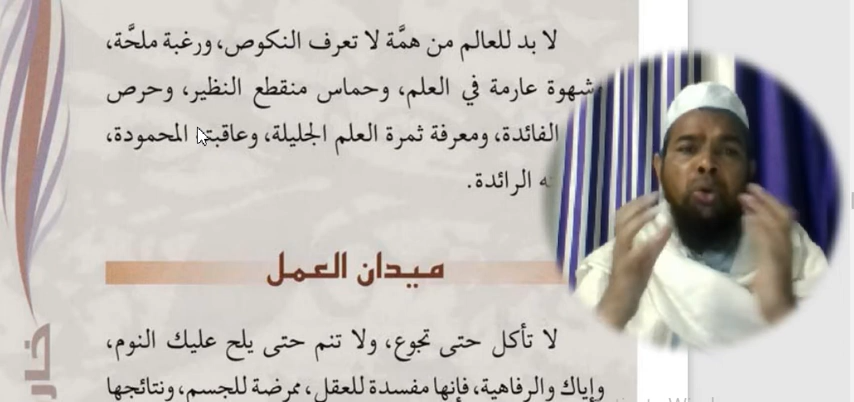 لا بد للعالم من همَّة لا تعرف النكوص، ورغبة ملحَّة،
شهوة عارمة في العلم، وحماس منقطع النظير، وحرص
الفائدة، ومعرفة ثمرة العلم الجليلة، المحمودة،
الرائدة.
ميدان العمل
لا تأكل حتى تجوع، ولا تنم حتى يلح عليك النوم،
وإياك والرفاهية، فإنها مفسدة للعقل، ممرضة للجسم، ونتائجها